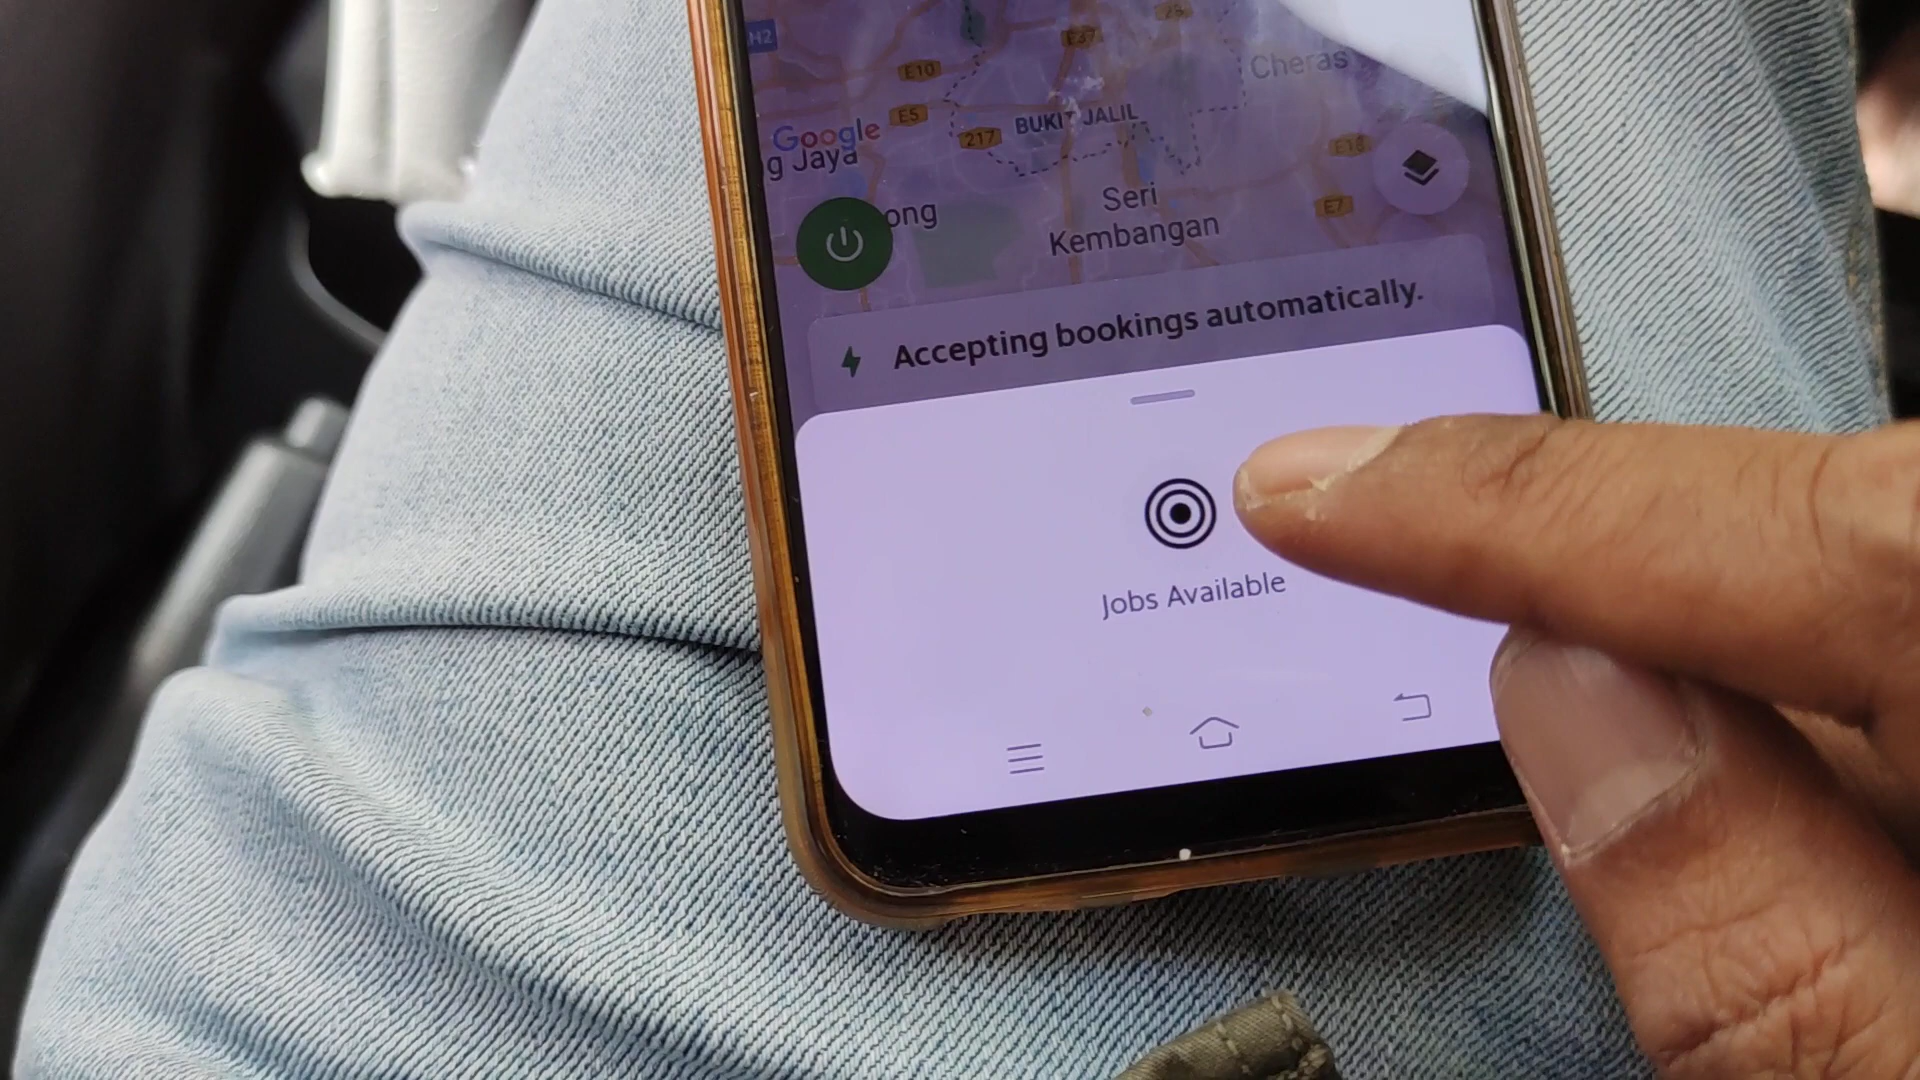 H2
E37
E10
Cheras
E5
BUKIT JALIL
217
Google
g Jaya
E18
Seri
Kembangan
ong
E7
Accepting bookings automatically.
Jobs Available